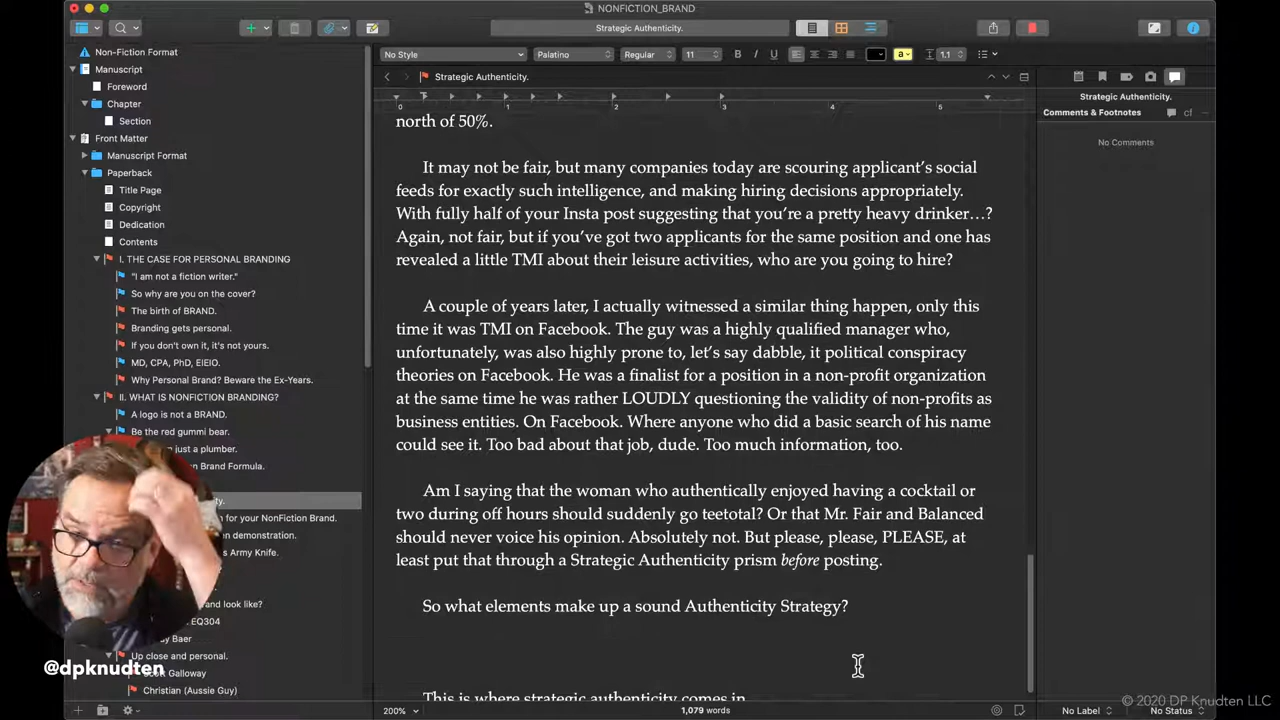 NONFICTION_BRAND
Strategic Authenticity.
No Style
Palatino
Regular
11
B
I
U
a
1.1
Strategic Authenticity.
0
1
2
3
4
5
Non-Fiction Format
Manuscript
Foreword
Chapter
Section
Front Matter
Manuscript Format
Paperback
Title Page
Copyright
Dedication
Contents
I. THE CASE FOR PERSONAL BRANDING
"I am not a fiction writer."
So why are you on the cover?
The birth of BRAND.
Branding gets personal.
If you don't own it, it's not yours.
MD, CPA, PhD, EIEIO.
Why Personal Brand? Beware the Ex-Years.
II. WHAT IS NONFICTION BRANDING?
A logo is not a BRAND.
Be the red gummi bear.
just a plumber.
Brand Formula.
for your NonFiction Brand.
demonstration.
Army Knife.
and look like?
EQ304
Baer
Up close and personal.
Galloway
Christian (Aussie Guy)
north of 50%.
It may not be fair, but many companies today are scouring applicant's social
feeds for exactly such intelligence, and making hiring decisions appropriately.
With fully half of your Insta post suggesting that you're a pretty heavy drinker…?
Again, not fair, but if you've got two applicants for the same position and one has
revealed a little TMI about their leisure activities, who are you going to hire?
A couple of years later, I actually witnessed a similar thing happen, only this
time it was TMI on Facebook. The guy was a highly qualified manager who,
unfortunately, was also highly prone to, let's say dabble, it political conspiracy
theories on Facebook. He was a finalist for a position in a non-profit organization
at the same time he was rather LOUDLY questioning the validity of non-profits as
business entities. On Facebook. Where anyone who did a basic search of his name
could see it. Too bad about that job, dude. Too much information, too.
Am I saying that the woman who authentically enjoyed having a cocktail or
two during off hours should suddenly go teetotal? Or that Mr. Fair and Balanced
should never voice his opinion. Absolutely not. But please, please, PLEASE, at
least put that through a Strategic Authenticity prism before posting.
So what elements make up a sound Authenticity Strategy?
This is where strategic authenticity comes in
Strategic Authenticity.
Comments & Footnotes
cf
No Comments
@dpknudten
200%
1,079 words
No Label
No Status
© 2020 DP Knudten LLC